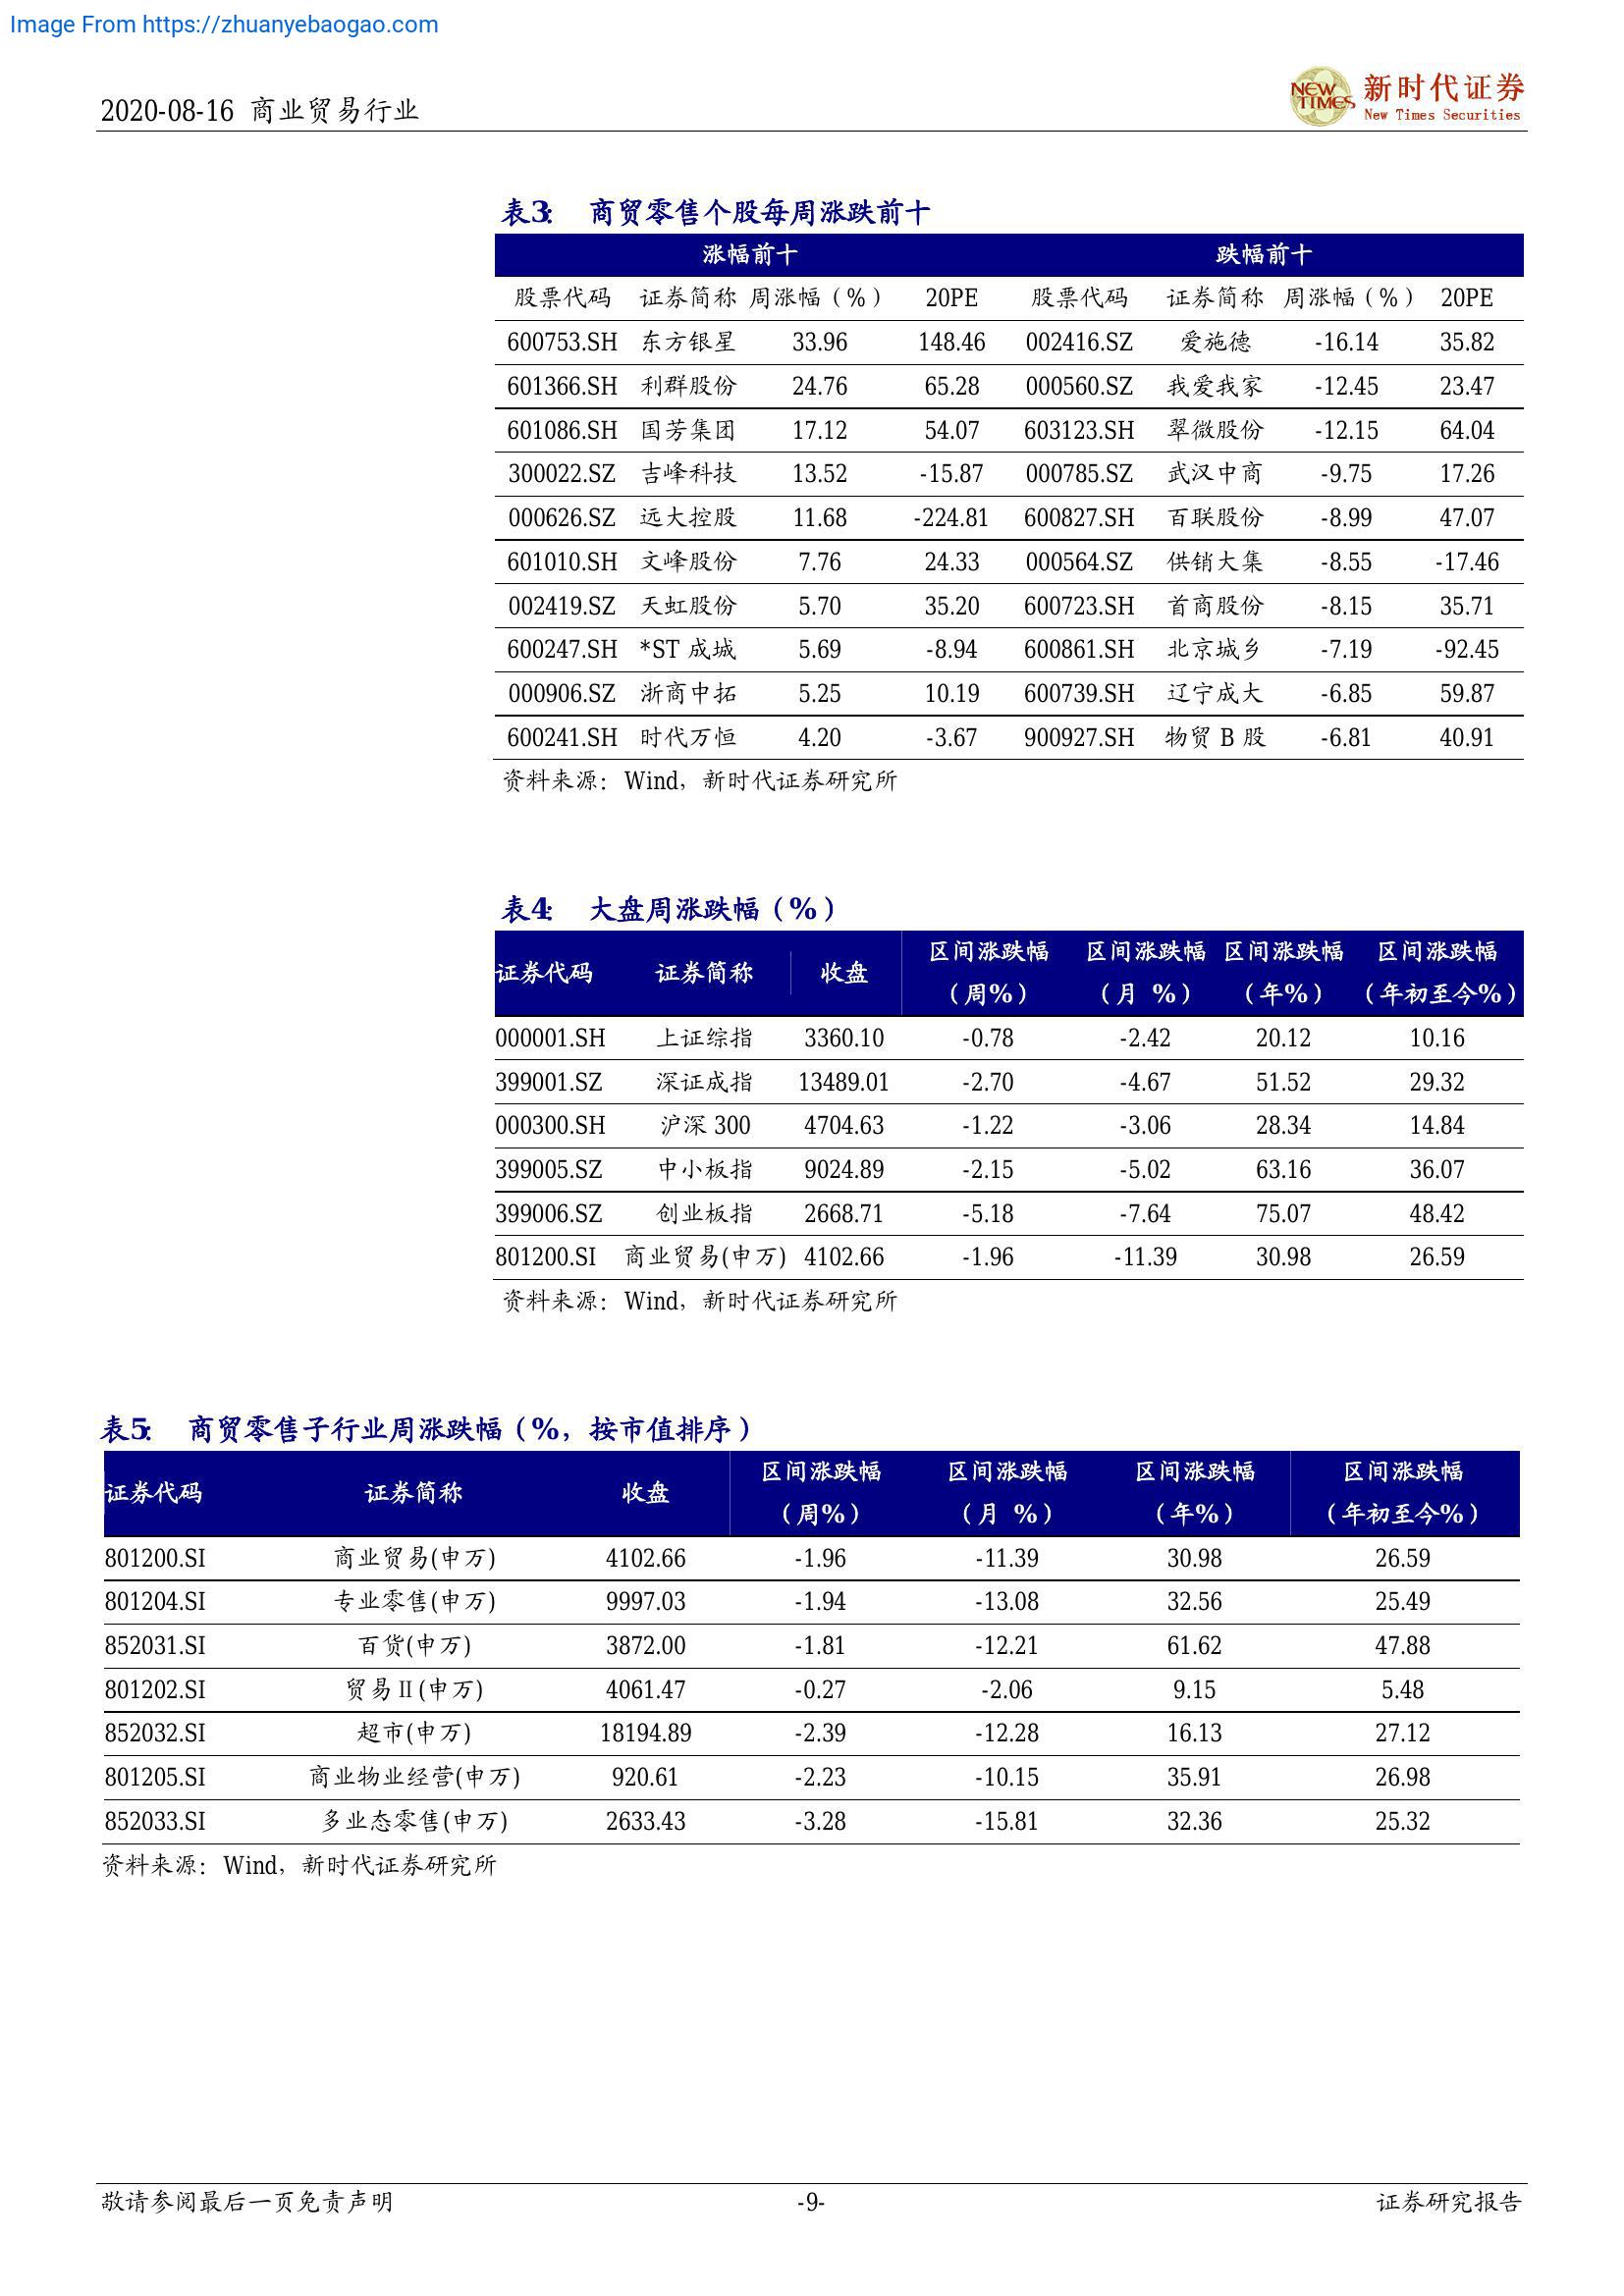 Image From https://zhuanyebaogao.com
2020-08-16 商业贸易行业
NEW TIMES 新时代证券
New Times Securities
表3: 商贸零售个股每周涨跌前十
涨幅前十 跌幅前十
股票代码 证券简称 周涨幅（%） 20PE 股票代码 证券简称 周涨幅（%） 20PE
600753.SH 东方银星 33.96 148.46 002416.SZ 爱施德 -16.14 35.82
601366.SH 利群股份 24.76 65.28 000560.SZ 我爱我家 -12.45 23.47
601086.SH 国芳集团 17.12 54.07 603123.SH 翠微股份 -12.15 64.04
300022.SZ 吉峰科技 13.52 -15.87 000785.SZ 武汉中商 -9.75 17.26
000626.SZ 远大控股 11.68 -224.81 600827.SH 百联股份 -8.99 47.07
601010.SH 文峰股份 7.76 24.33 000564.SZ 供销大集 -8.55 -17.46
002419.SZ 天虹股份 5.70 35.20 600723.SH 首商股份 -8.15 35.71
600247.SH *ST 成城 5.69 -8.94 600861.SH 北京城乡 -7.19 -92.45
000906.SZ 浙商中拓 5.25 10.19 600739.SH 辽宁成大 -6.85 59.87
600241.SH 时代万恒 4.20 -3.67 900927.SH 物贸 B 股 -6.81 40.91
资料来源：Wind，新时代证券研究所
表4: 大盘周涨跌幅（%）
证券代码 证券简称 收盘 区间涨跌幅（周%） 区间涨跌幅（月 %） 区间涨跌幅（年%） 区间涨跌幅（年初至今%）
000001.SH 上证综指 3360.10 -0.78 -2.42 20.12 10.16
399001.SZ 深证成指 13489.01 -2.70 -4.67 51.52 29.32
000300.SH 沪深 300 4704.63 -1.22 -3.06 28.34 14.84
399005.SZ 中小板指 9024.89 -2.15 -5.02 63.16 36.07
399006.SZ 创业板指 2668.71 -5.18 -7.64 75.07 48.42
801200.SI 商业贸易(申万) 4102.66 -1.96 -11.39 30.98 26.59
资料来源：Wind，新时代证券研究所
表5: 商贸零售子行业周涨跌幅（%，按市值排序）
证券代码 证券简称 收盘 区间涨跌幅（周%） 区间涨跌幅（月 %） 区间涨跌幅（年%） 区间涨跌幅（年初至今%）
801200.SI 商业贸易(申万) 4102.66 -1.96 -11.39 30.98 26.59
801204.SI 专业零售(申万) 9997.03 -1.94 -13.08 32.56 25.49
852031.SI 百货(申万) 3872.00 -1.81 -12.21 61.62 47.88
801202.SI 贸易Ⅱ(申万) 4061.47 -0.27 -2.06 9.15 5.48
852032.SI 超市(申万) 18194.89 -2.39 -12.28 16.13 27.12
801205.SI 商业物业经营(申万) 920.61 -2.23 -10.15 35.91 26.98
852033.SI 多业态零售(申万) 2633.43 -3.28 -15.81 32.36 25.32
资料来源：Wind，新时代证券研究所
敬请参阅最后一页免责声明 -9- 证券研究报告